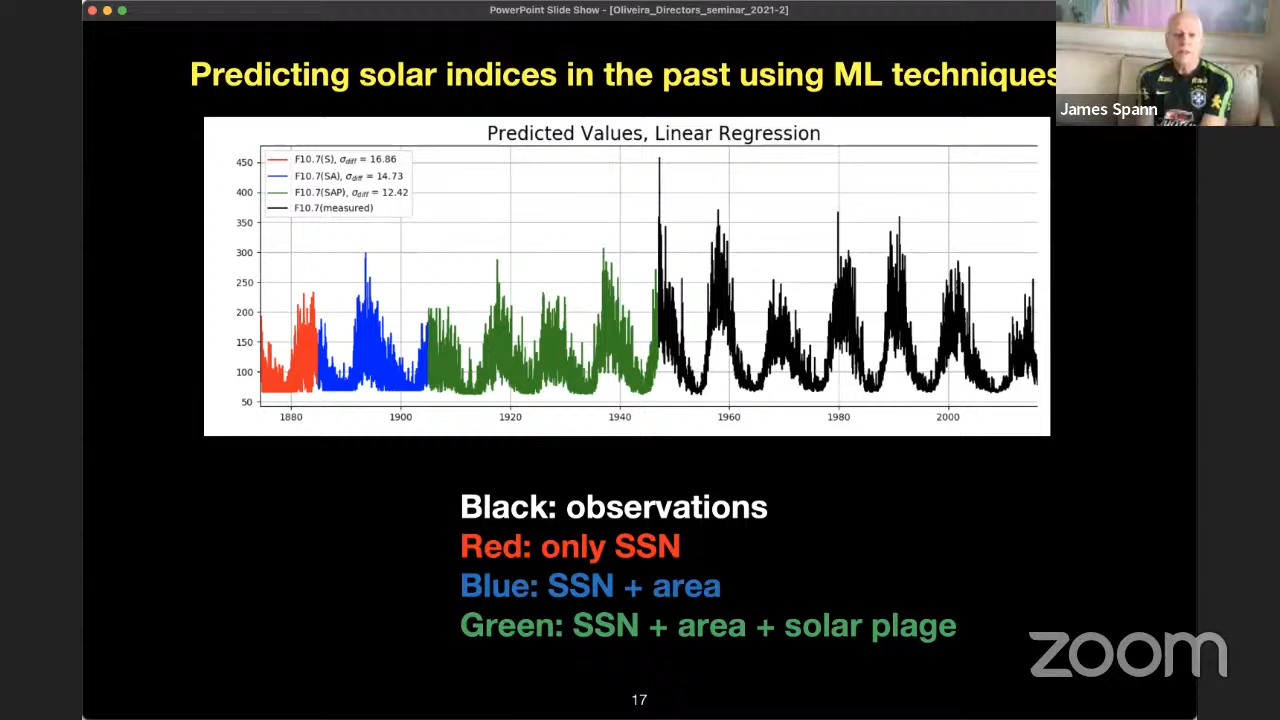 PowerPoint Slide Show - [Oliveira_Directors_seminar_2021-2]
Predicting solar indices in the past using ML techniques
James Spann
Predicted Values, Linear Regression
F10.7(S), σdiff = 16.86
F10.7(SA), σdiff = 14.73
F10.7(SAP), σdiff = 12.42
F10.7(measured)
450
400
350
300
250
200
150
100
50
1880 1900 1920 1940 1960 1980 2000
Black: observations
Red: only SSN
Blue: SSN + area
Green: SSN + area + solar plage
zoom
17